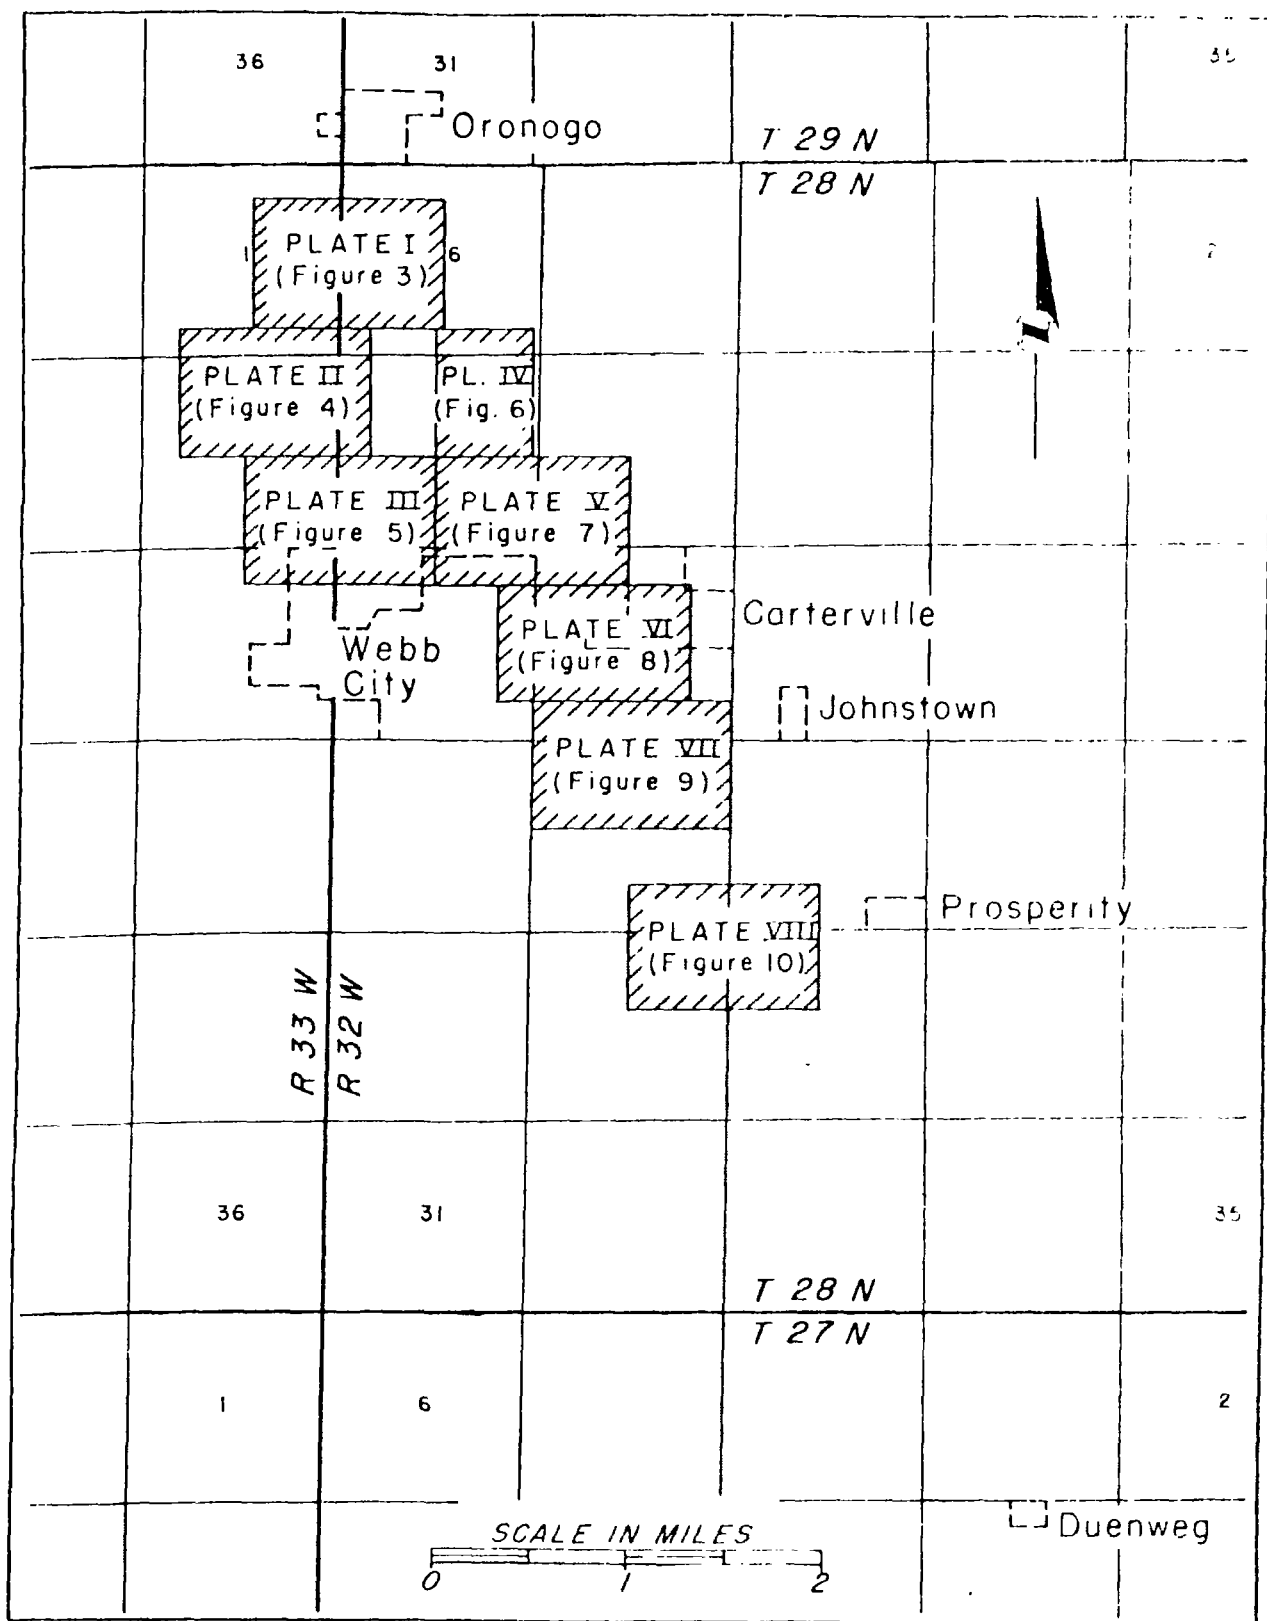 36
31
35
Oronogo
T 29 N
T 28 N
PLATE I
1
6
2
(Figure 3)
PLATE II
PL. IV
(Figure 4)
(Fig. 6)
PLATE III
PLATE V
(Figure 5)
(Figure 7)
Carterville
PLATE VI
Webb
(Figure 8)
City
Johnstown
PLATE VII
(Figure 9)
Prosperity
PLATE VIII
(Figure 10)
R 33 W
R 32 W
36
31
35
T 28 N
T 27 N
1
6
2
SCALE IN MILES
Duenweg
0
1
2